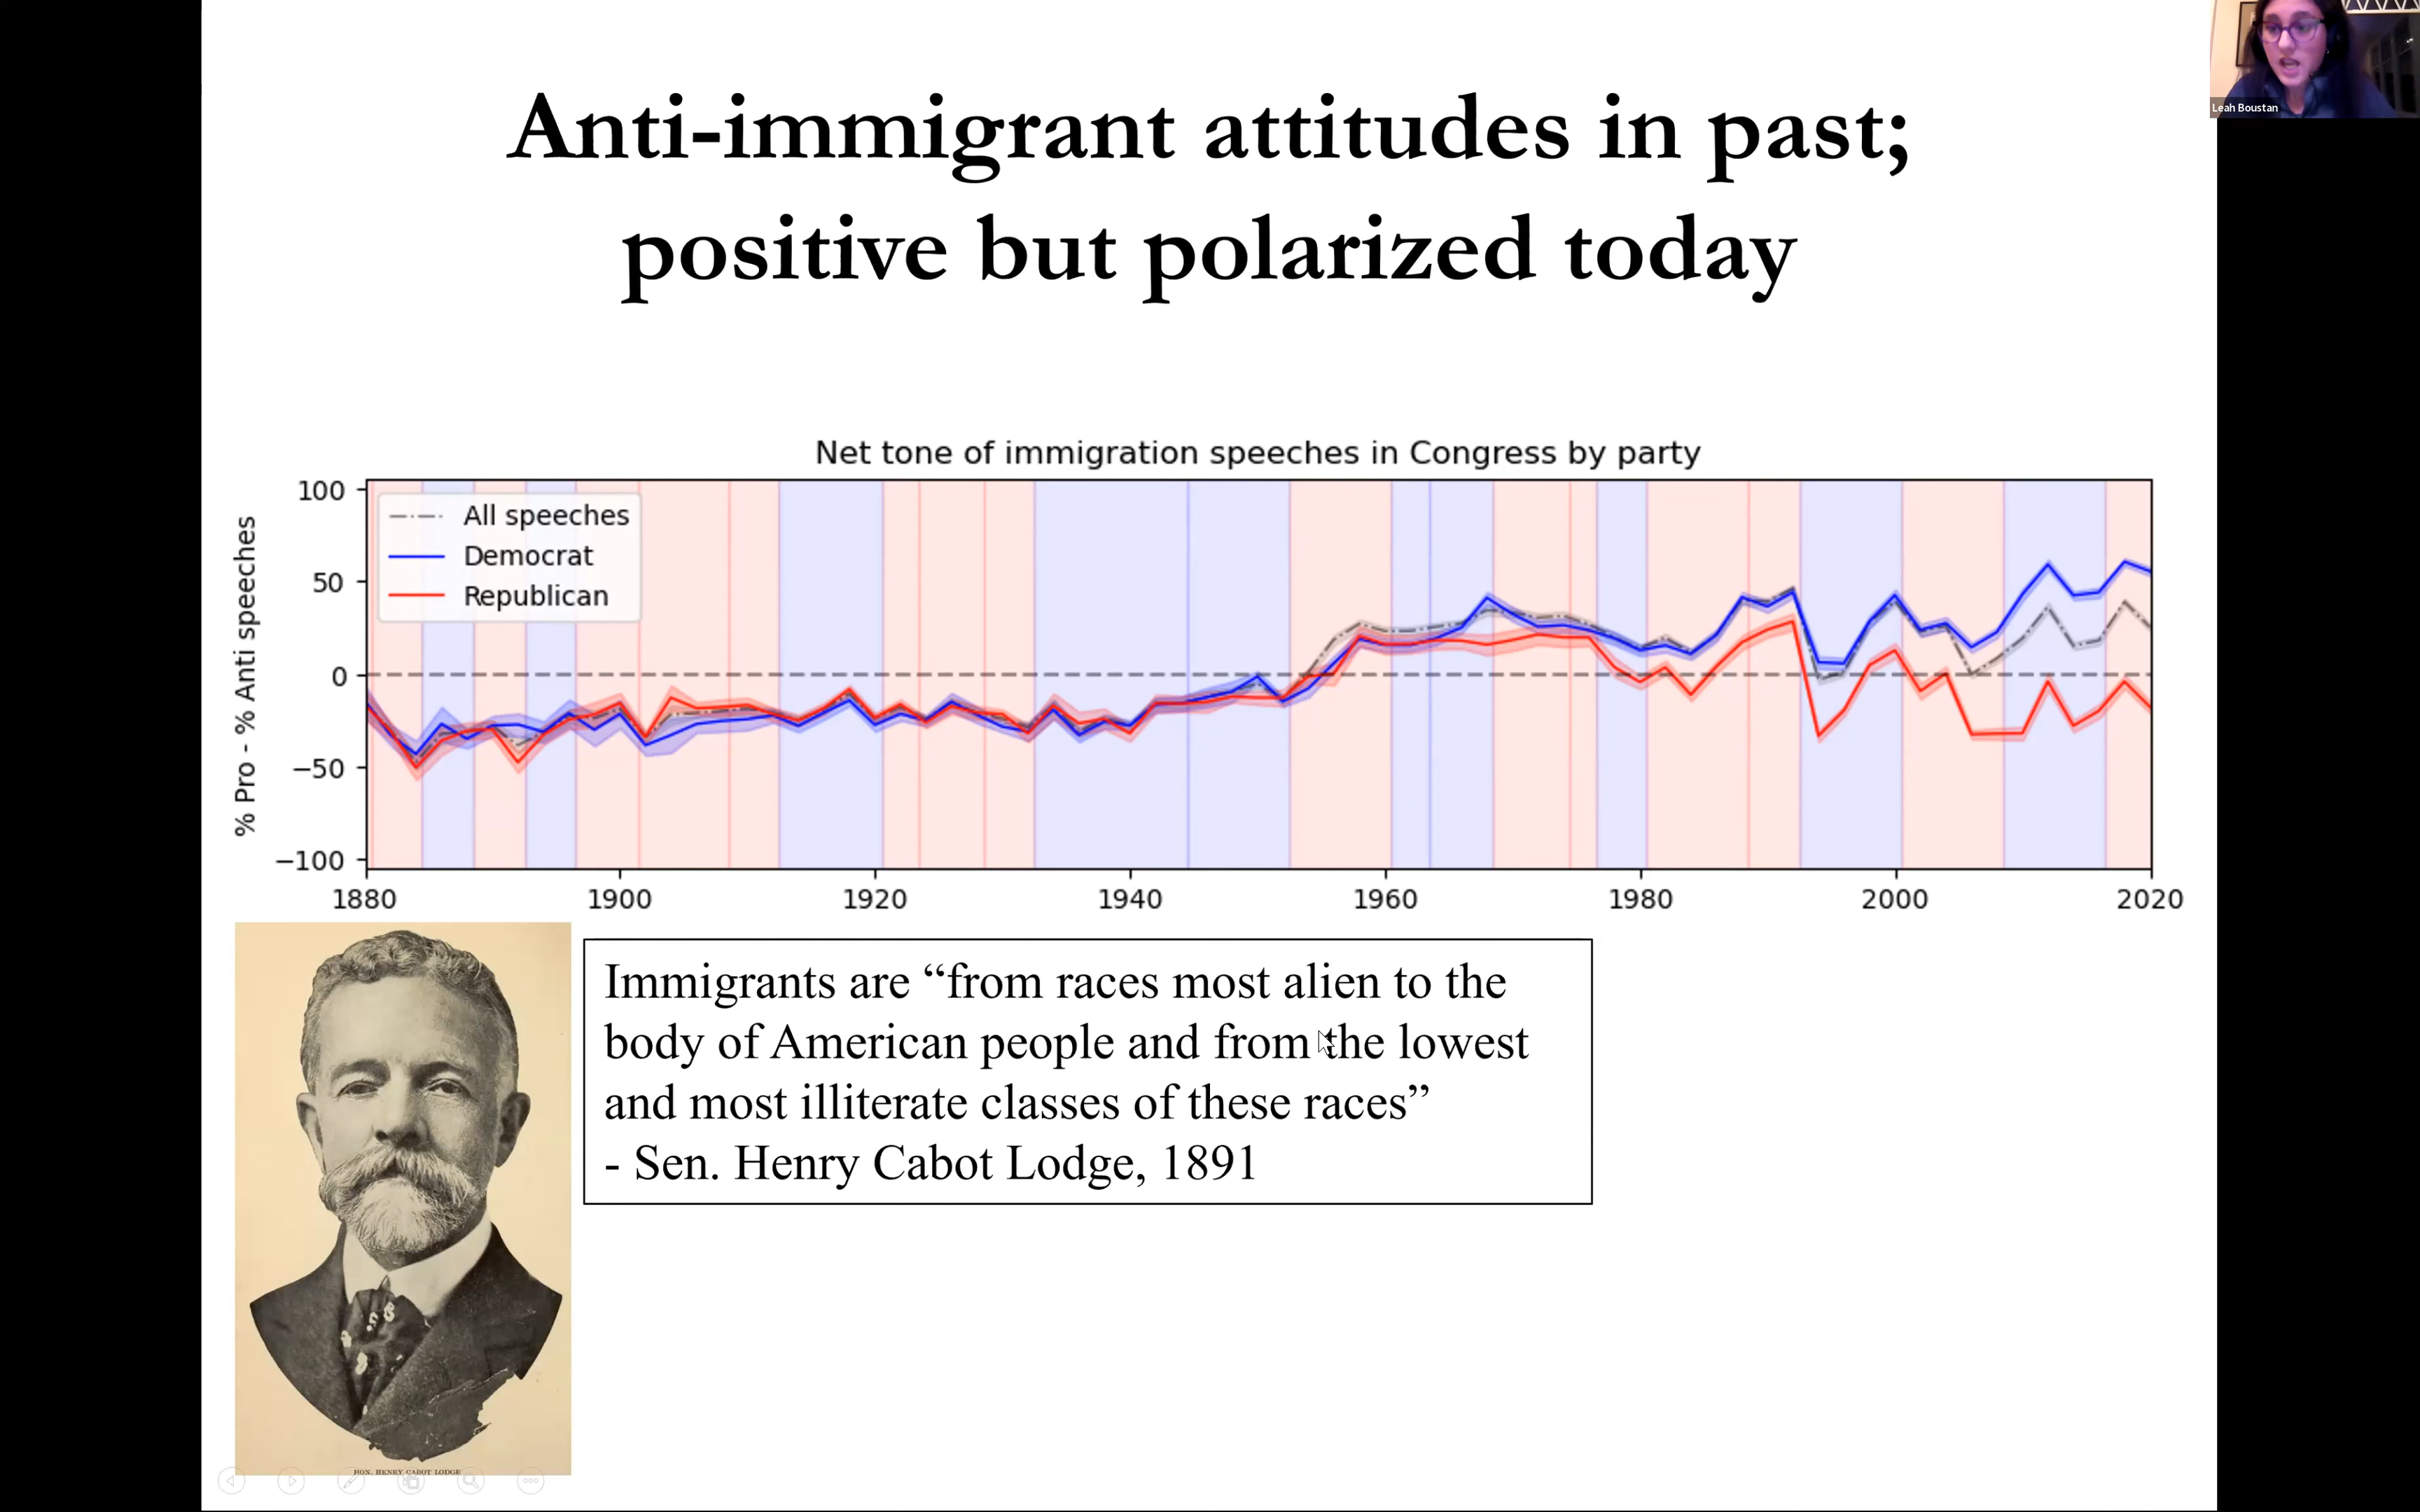 Leah Boustan
Anti-immigrant attitudes in past;
positive but polarized today
Net tone of immigration speeches in Congress by party
% Pro - % Anti speeches
100
50
0
−50
−100
All speeches
Democrat
Republican
1880
1900
1920
1940
1960
1980
2000
2020
Immigrants are “from races most alien to the
body of American people and from the lowest
and most illiterate classes of these races”
- Sen. Henry Cabot Lodge, 1891
HON. HENRY CABOT LODGE